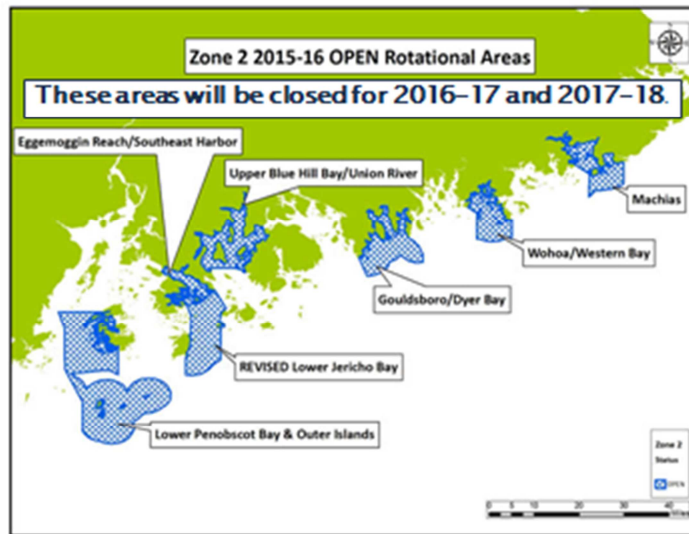 Zone 2 2015-16 OPEN Rotational Areas
These areas will be closed for 2016-17 and 2017-18.
Eggemoggin Reach/Southeast Harbor
Upper Blue Hill Bay/Union River
Machias
Wohoa/Western Bay
Gouldsboro/Dyer Bay
REVISED Lower Jericho Bay
Lower Penobscot Bay & Outer Islands
Zone 2
Status
OPEN
0 5 10 20 30 40